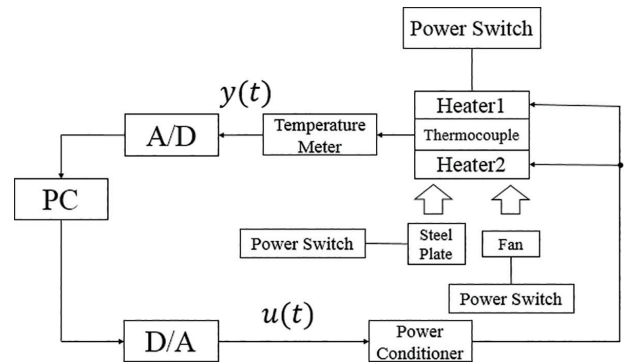 Power Switch
y(t)
Heater1
A/D
Temperature
Meter
Thermocouple
Heater2
PC
Power Switch
Steel
Plate
Fan
Power Switch
u(t)
D/A
Power
Conditioner